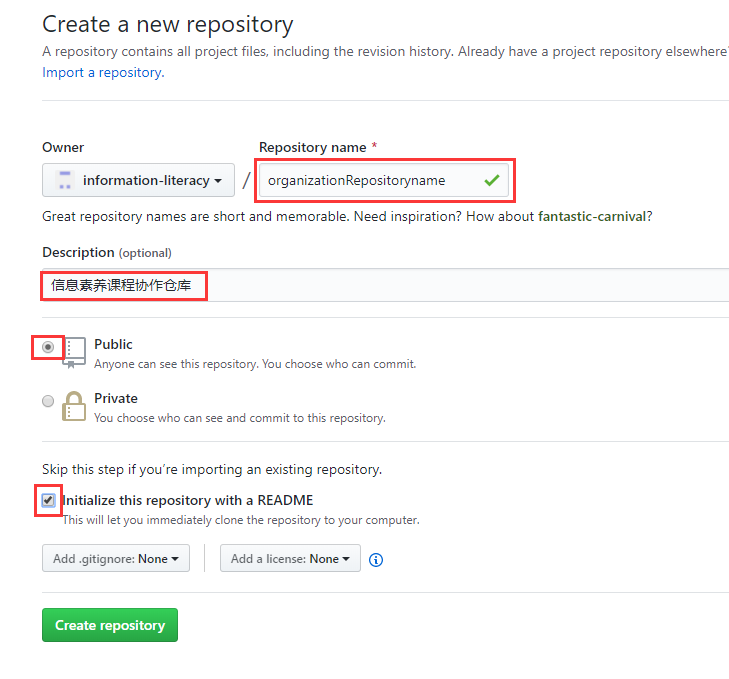 Create a new repository
A repository contains all project files, including the revision history. Already have a project repository elsewhere?
Import a repository.
Owner
Repository name *
information-literacy
/
organizationRepositoryname
Great repository names are short and memorable. Need inspiration? How about fantastic-carnival?
Description (optional)
信息素养课程协作仓库
Public
Anyone can see this repository. You choose who can commit.
Private
You choose who can see and commit to this repository.
Skip this step if you're importing an existing repository.
Initialize this repository with a README
This will let you immediately clone the repository to your computer.
Add .gitignore: None
Add a license: None
Create repository